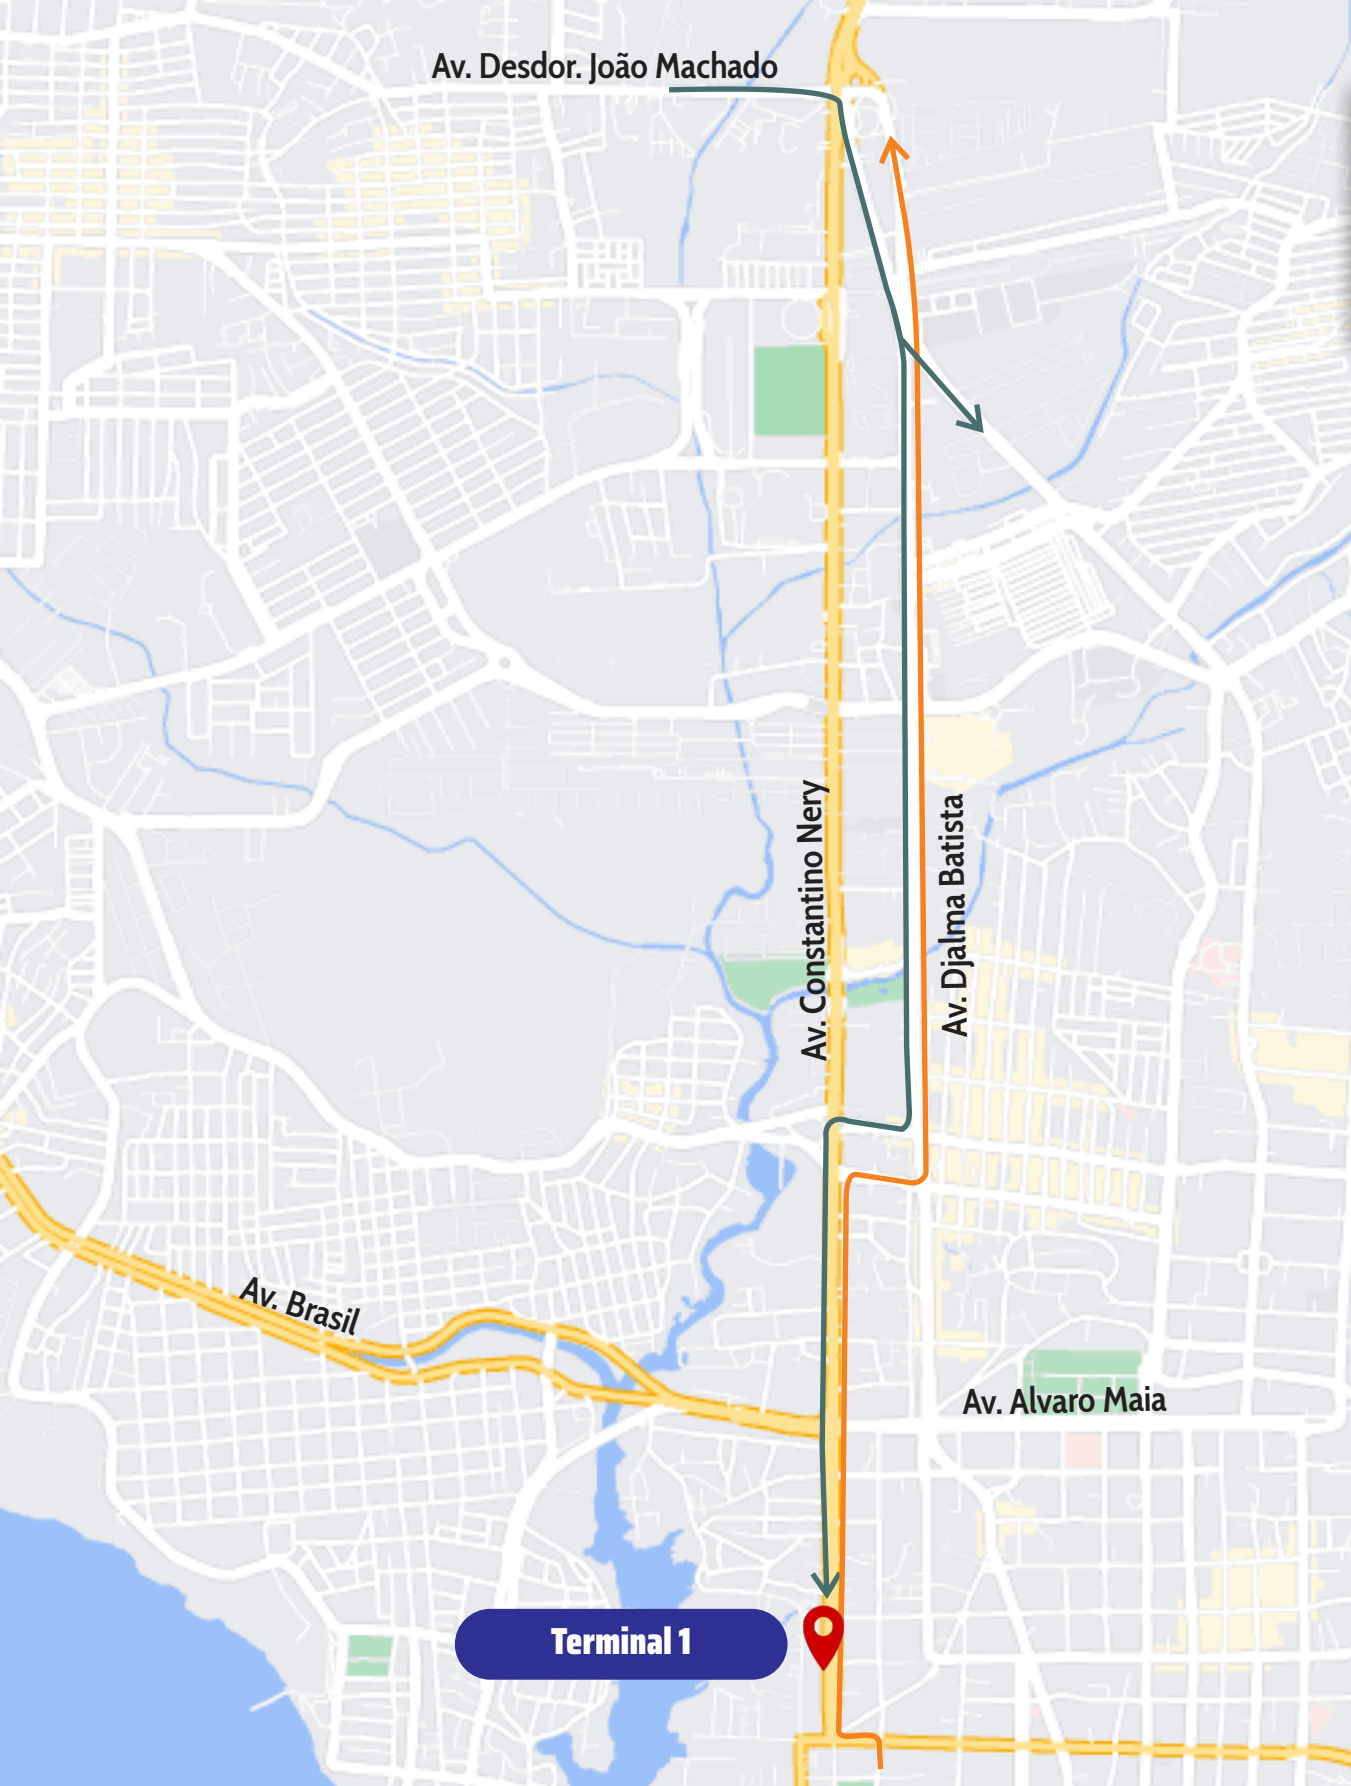 Av. Desdor. João Machado
Av. Constantino Nery
Av. Djalma Batista
Av. Brasil
Av. Alvaro Maia
Terminal 1